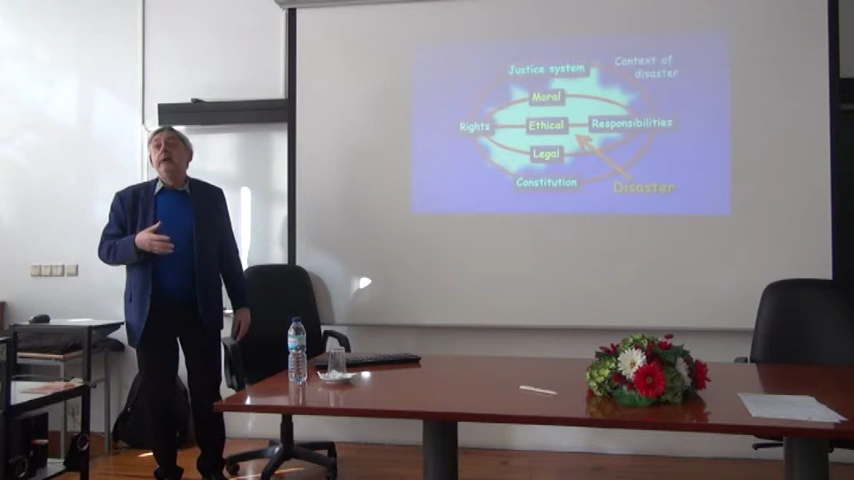 Justice system
Context of
disaster
Moral
Rights
Ethical
Responsibilities
Legal
Constitution
Disaster